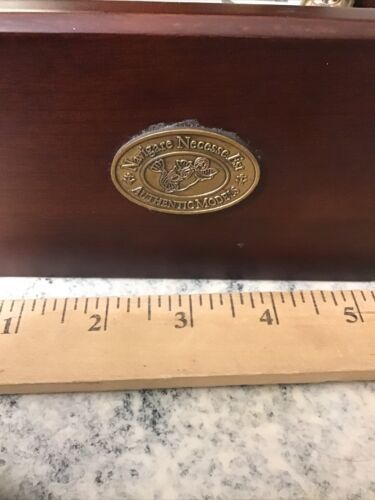 Navigare Necesse Est
AUTHENTIC MODELS
1 2 3 4 5